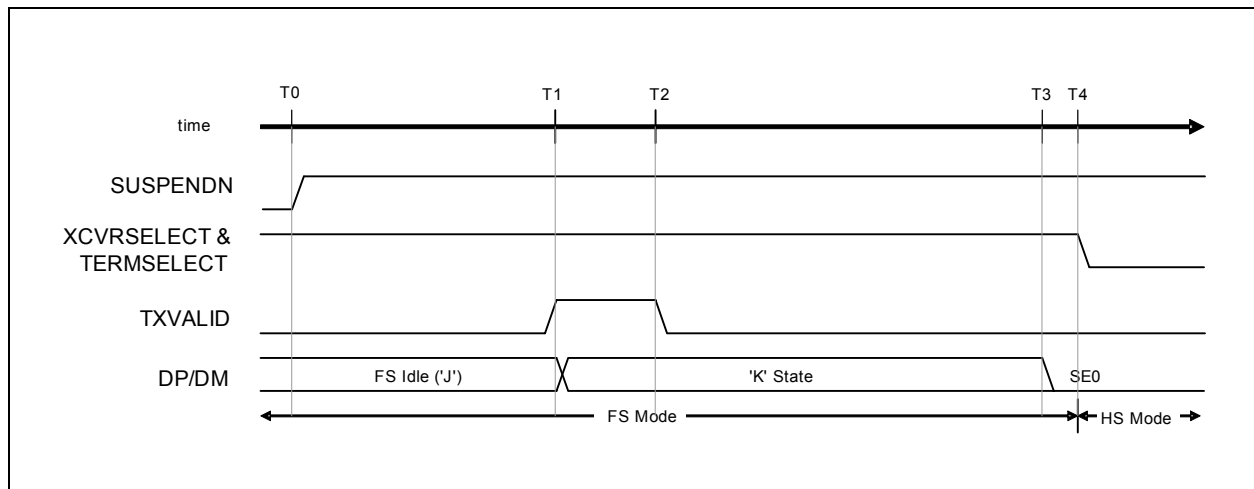 T0 T1 T2 T3 T4
time
SUSPENDN
XCVRSELECT &
TERMSELECT
TXVALID
DP/DM FS Idle ('J') 'K' State SE0
FS Mode HS Mode